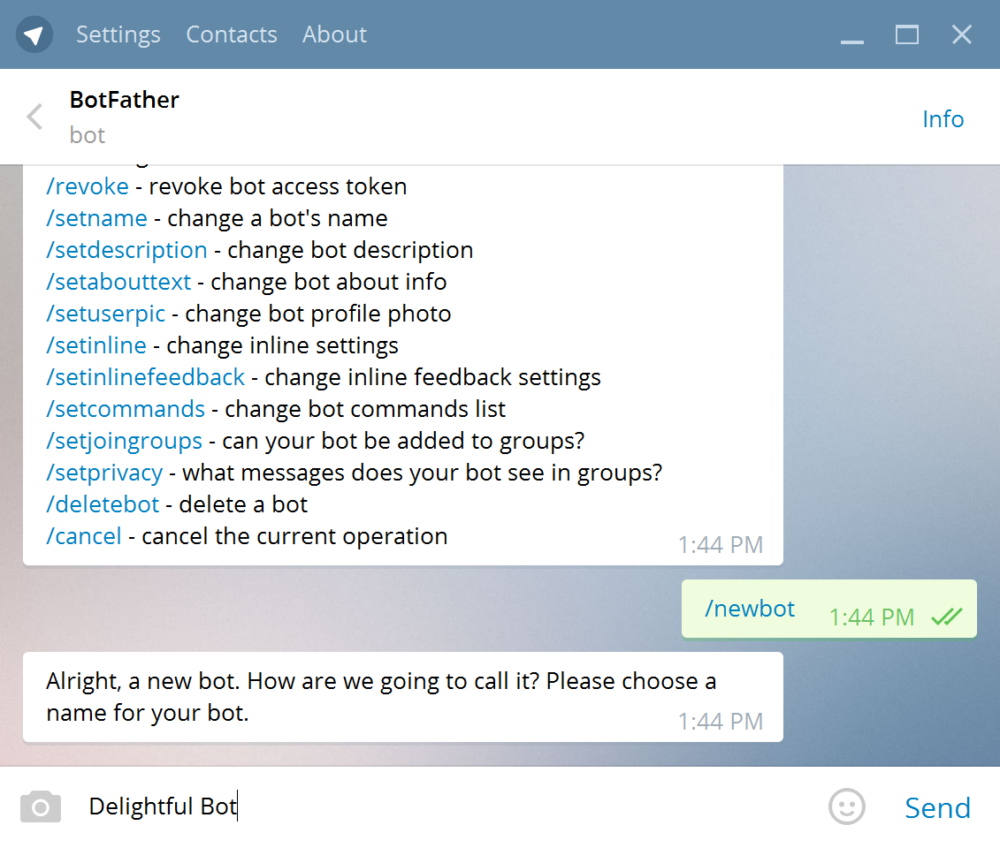 Settings Contacts About
BotFather
bot
Info
/revoke - revoke bot access token
/setname - change a bot's name
/setdescription - change bot description
/setabouttext - change bot about info
/setuserpic - change bot profile photo
/setinline - change inline settings
/setinlinefeedback - change inline feedback settings
/setcommands - change bot commands list
/setjoingroups - can your bot be added to groups?
/setprivacy - what messages does your bot see in groups?
/deletebot - delete a bot
/cancel - cancel the current operation
1:44 PM
/newbot 1:44 PM
Alright, a new bot. How are we going to call it? Please choose a
name for your bot.
1:44 PM
Delightful Bot
Send